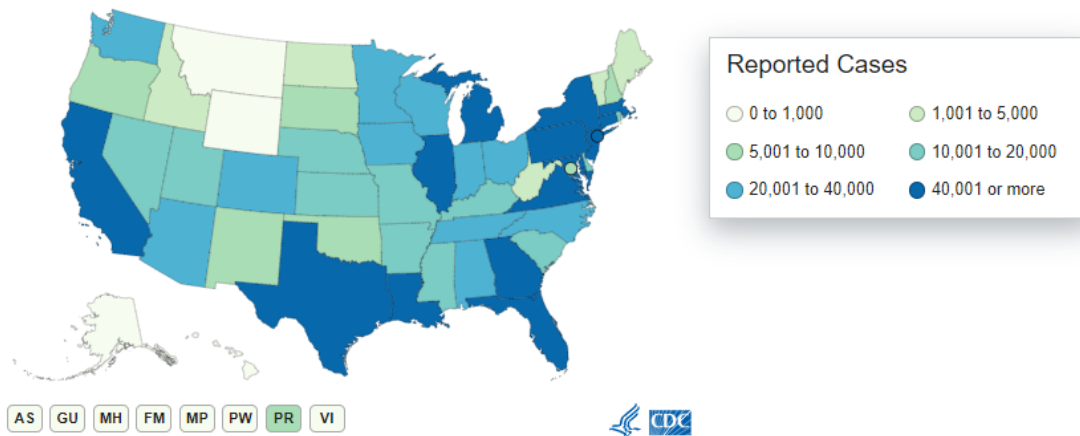 Reported Cases
0 to 1,000
1,001 to 5,000
5,001 to 10,000
10,001 to 20,000
20,001 to 40,000
40,001 or more
AS GU MH FM MP PW PR VI
CDC